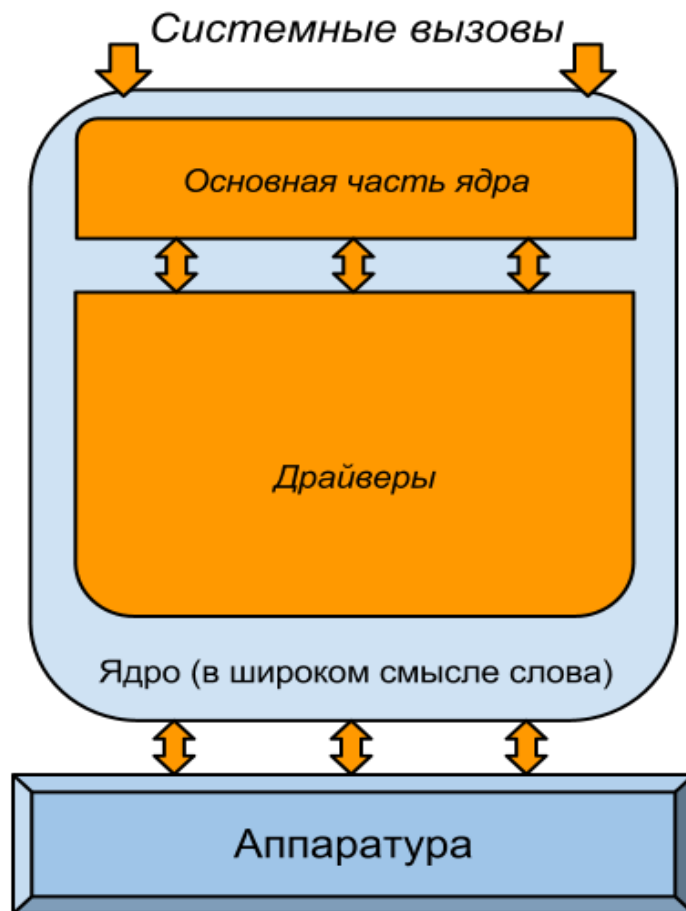 Системные вызовы
Основная часть ядра
Драйверы
Ядро (в широком смысле слова)
Аппаратура